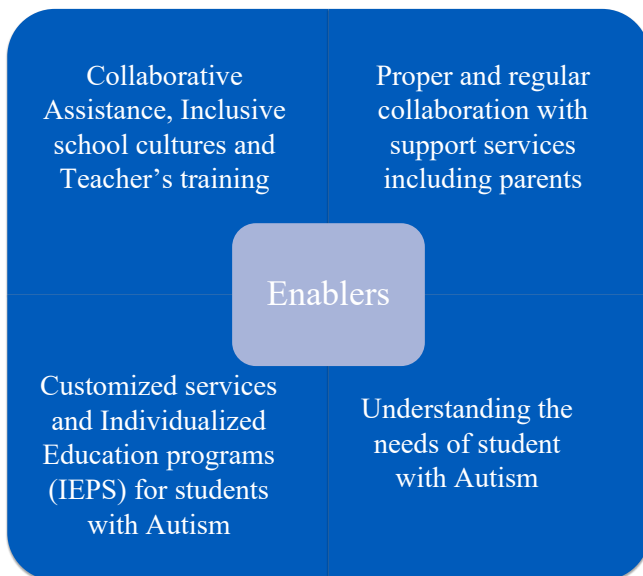 Collaborative
Assistance, Inclusive
school cultures and
Teacher’s training
Proper and regular
collaboration with
support services
including parents
Enablers
Customized services
and Individualized
Education programs
(IEPS) for students
with Autism
Understanding the
needs of student
with Autism